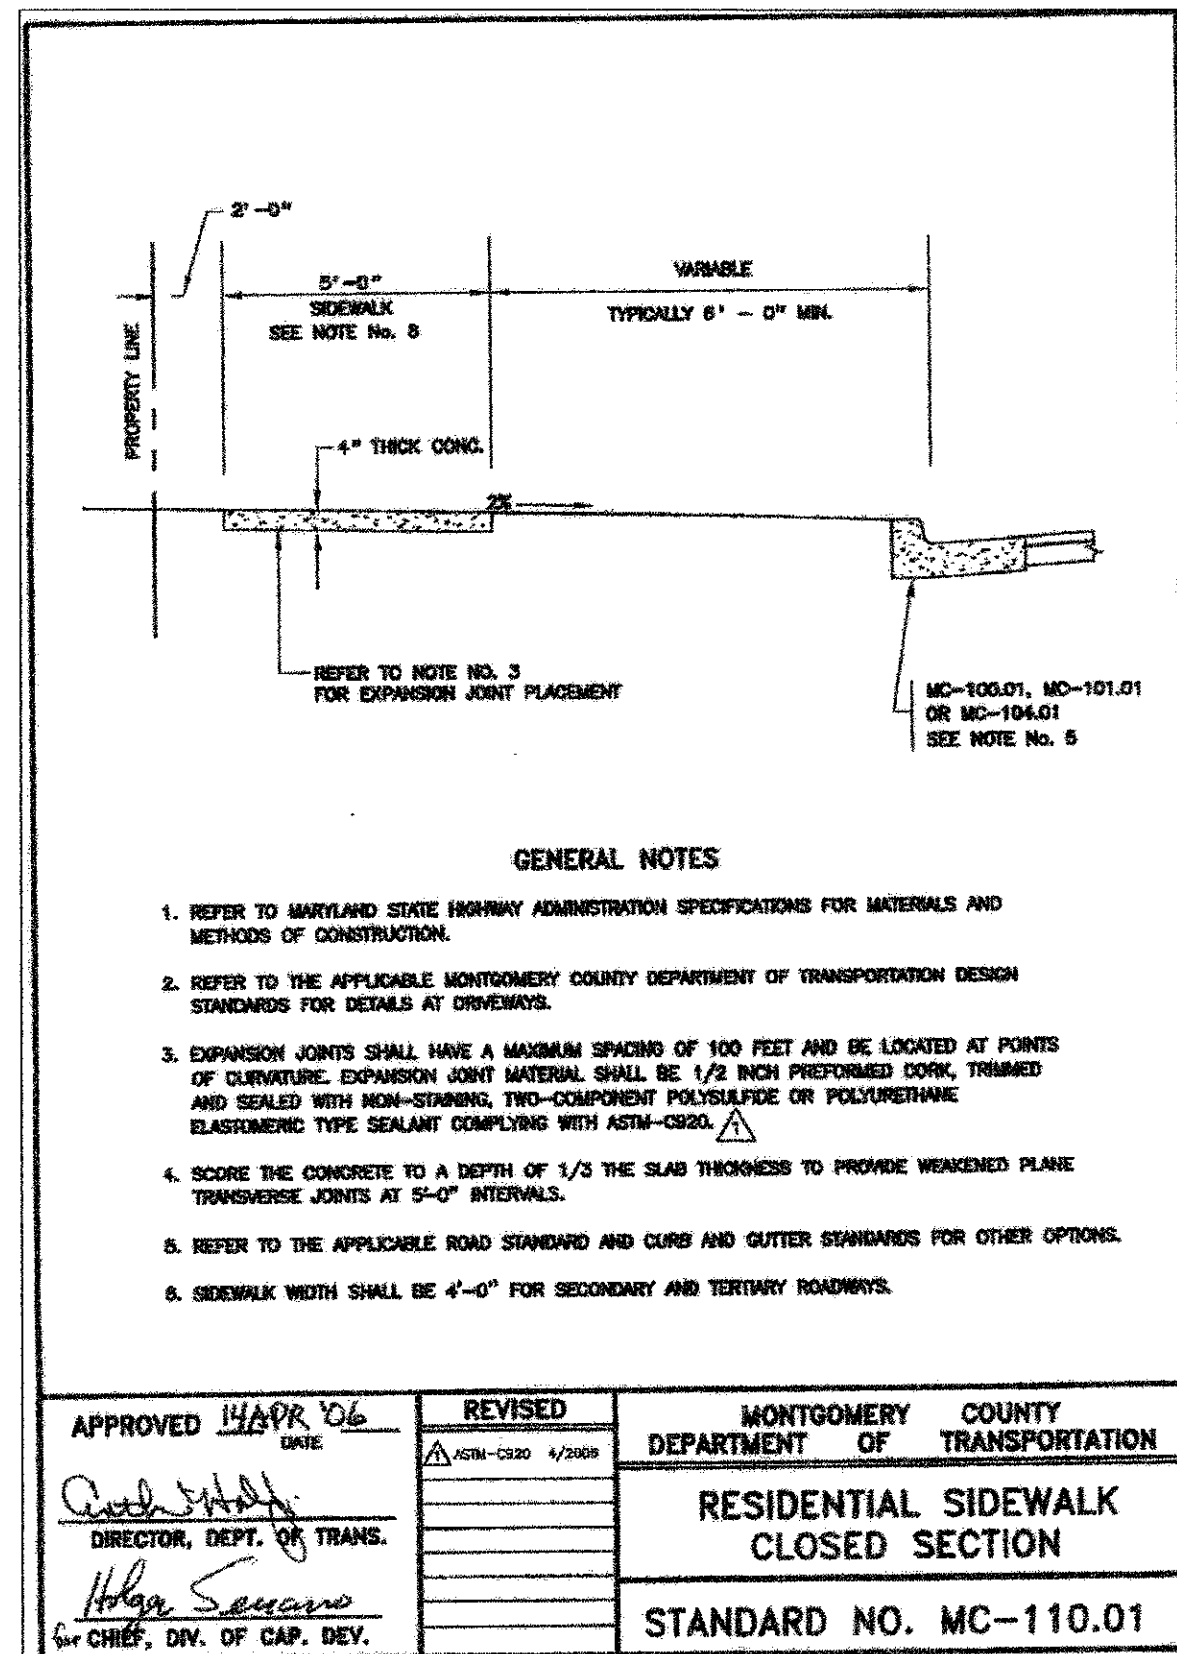 2'-0"
5'-0"
SIDEWALK
SEE NOTE No. 6
VARIABLE
TYPICALLY 6' - 0" MIN.
PROPERTY LINE
4" THICK CONC.
2%
REFER TO NOTE NO. 3
FOR EXPANSION JOINT PLACEMENT
MC-100.01, MC-101.01
OR MC-104.01
SEE NOTE No. 5
GENERAL NOTES
1. REFER TO MARYLAND STATE HIGHWAY ADMINISTRATION SPECIFICATIONS FOR MATERIALS AND
METHODS OF CONSTRUCTION.
2. REFER TO THE APPLICABLE MONTGOMERY COUNTY DEPARTMENT OF TRANSPORTATION DESIGN
STANDARDS FOR DETAILS AT DRIVEWAYS.
3. EXPANSION JOINTS SHALL HAVE A MAXIMUM SPACING OF 100 FEET AND BE LOCATED AT POINTS
OF CURVATURE. EXPANSION JOINT MATERIAL SHALL BE 1/2 INCH PREFORMED CORK, TRIMMED
AND SEALED WITH NON-STAINING, TWO-COMPONENT POLYSULFIDE OR POLYURETHANE
ELASTOMERIC TYPE SEALANT COMPLYING WITH ASTM-C920. 1
4. SCORE THE CONCRETE TO A DEPTH OF 1/3 THE SLAB THICKNESS TO PROVIDE WEAKENED PLANE
TRANSVERSE JOINTS AT 5'-0" INTERVALS.
5. REFER TO THE APPLICABLE ROAD STANDARD AND CURB AND GUTTER STANDARDS FOR OTHER OPTIONS.
6. SIDEWALK WIDTH SHALL BE 4'-0" FOR SECONDARY AND TERTIARY ROADWAYS.
APPROVED 14 APR '06
DATE
DIRECTOR, DEPT. OF TRANS.
Holger Serrano
for CHIEF, DIV. OF CAP. DEV.
REVISED
1 ASTM-C920 4/2006
MONTGOMERY COUNTY
DEPARTMENT OF TRANSPORTATION
RESIDENTIAL SIDEWALK
CLOSED SECTION
STANDARD NO. MC-110.01